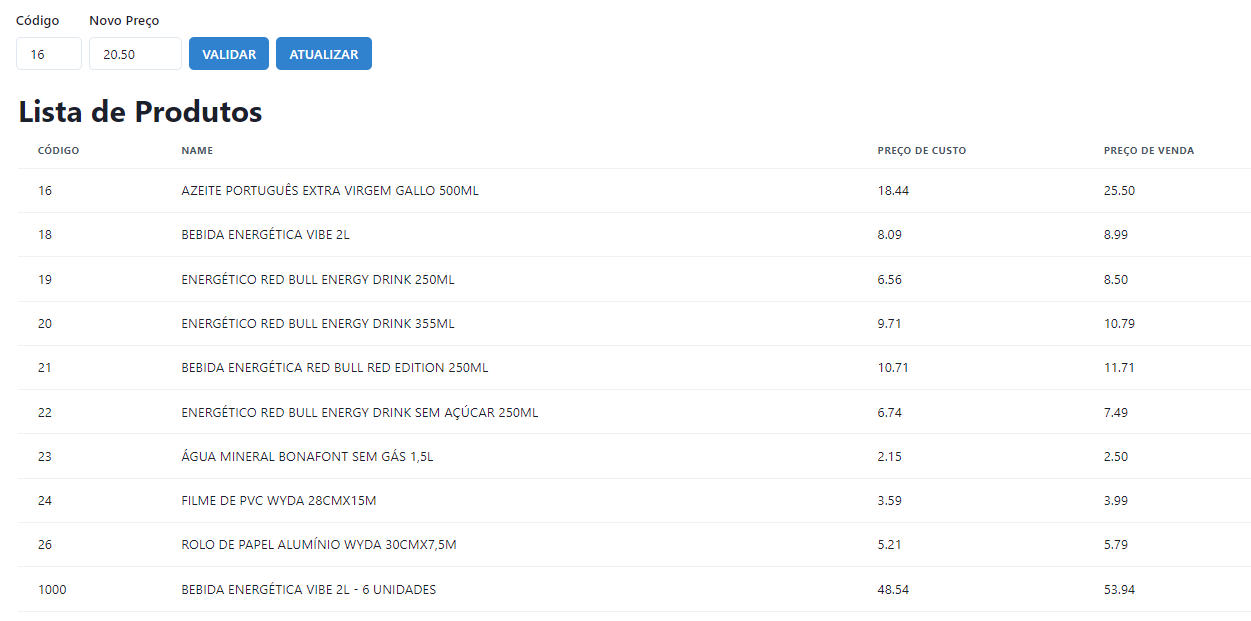 Código Novo Preço
16 20.50 VALIDAR ATUALIZAR
Lista de Produtos
CÓDIGO NAME PREÇO DE CUSTO PREÇO DE VENDA
16 AZEITE PORTUGUÊS EXTRA VIRGEM GALLO 500ML 18.44 25.50
18 BEBIDA ENERGÉTICA VIBE 2L 8.09 8.99
19 ENERGÉTICO RED BULL ENERGY DRINK 250ML 6.56 8.50
20 ENERGÉTICO RED BULL ENERGY DRINK 355ML 9.71 10.79
21 BEBIDA ENERGÉTICA RED BULL RED EDITION 250ML 10.71 11.71
22 ENERGÉTICO RED BULL ENERGY DRINK SEM AÇÚCAR 250ML 6.74 7.49
23 ÁGUA MINERAL BONAFONT SEM GÁS 1,5L 2.15 2.50
24 FILME DE PVC WYDA 28CMX15M 3.59 3.99
26 ROLO DE PAPEL ALUMÍNIO WYDA 30CMX7,5M 5.21 5.79
1000 BEBIDA ENERGÉTICA VIBE 2L - 6 UNIDADES 48.54 53.94